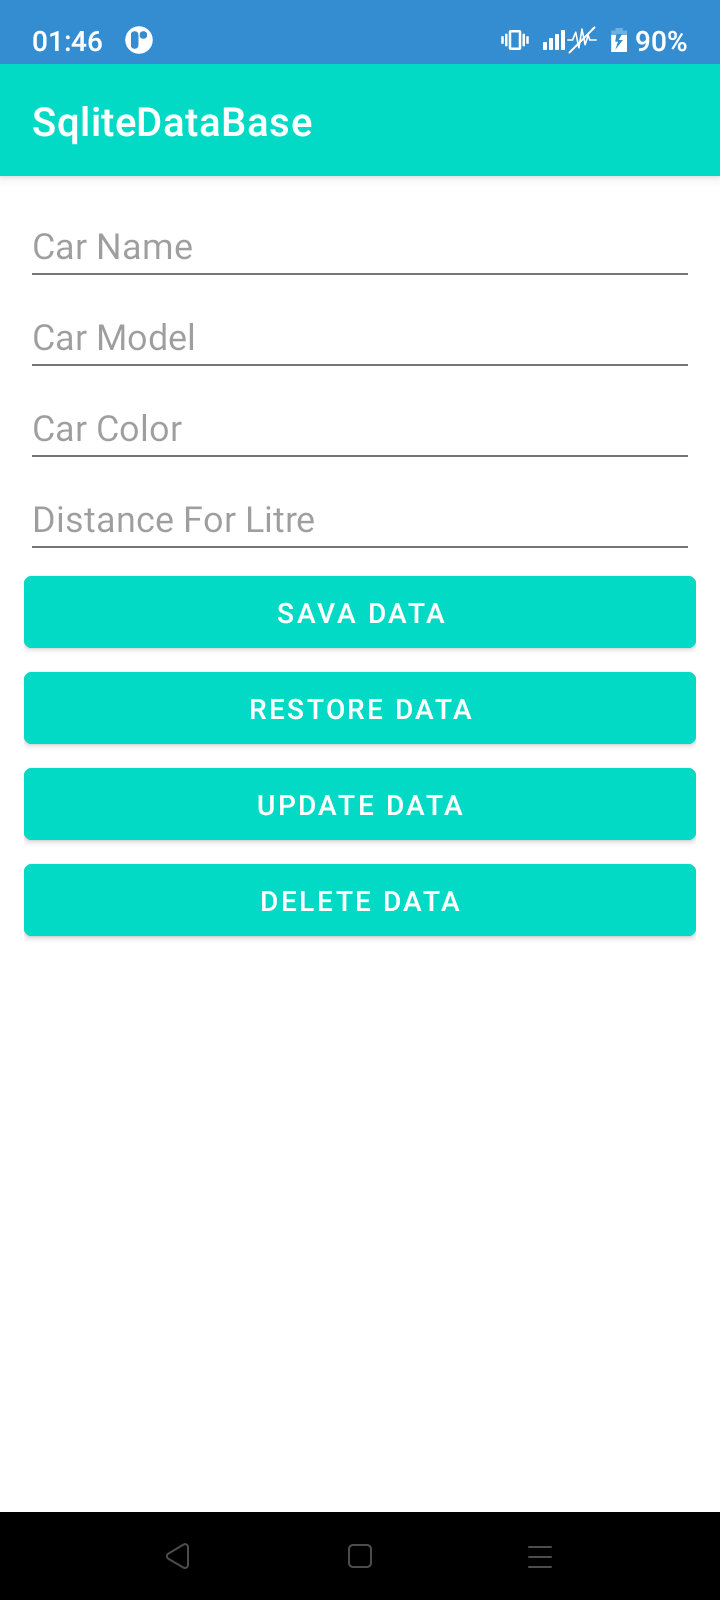 01:46 90%
SqliteDataBase
Car Name
Car Model
Car Color
Distance For Litre
SAVA DATA
RESTORE DATA
UPDATE DATA
DELETE DATA